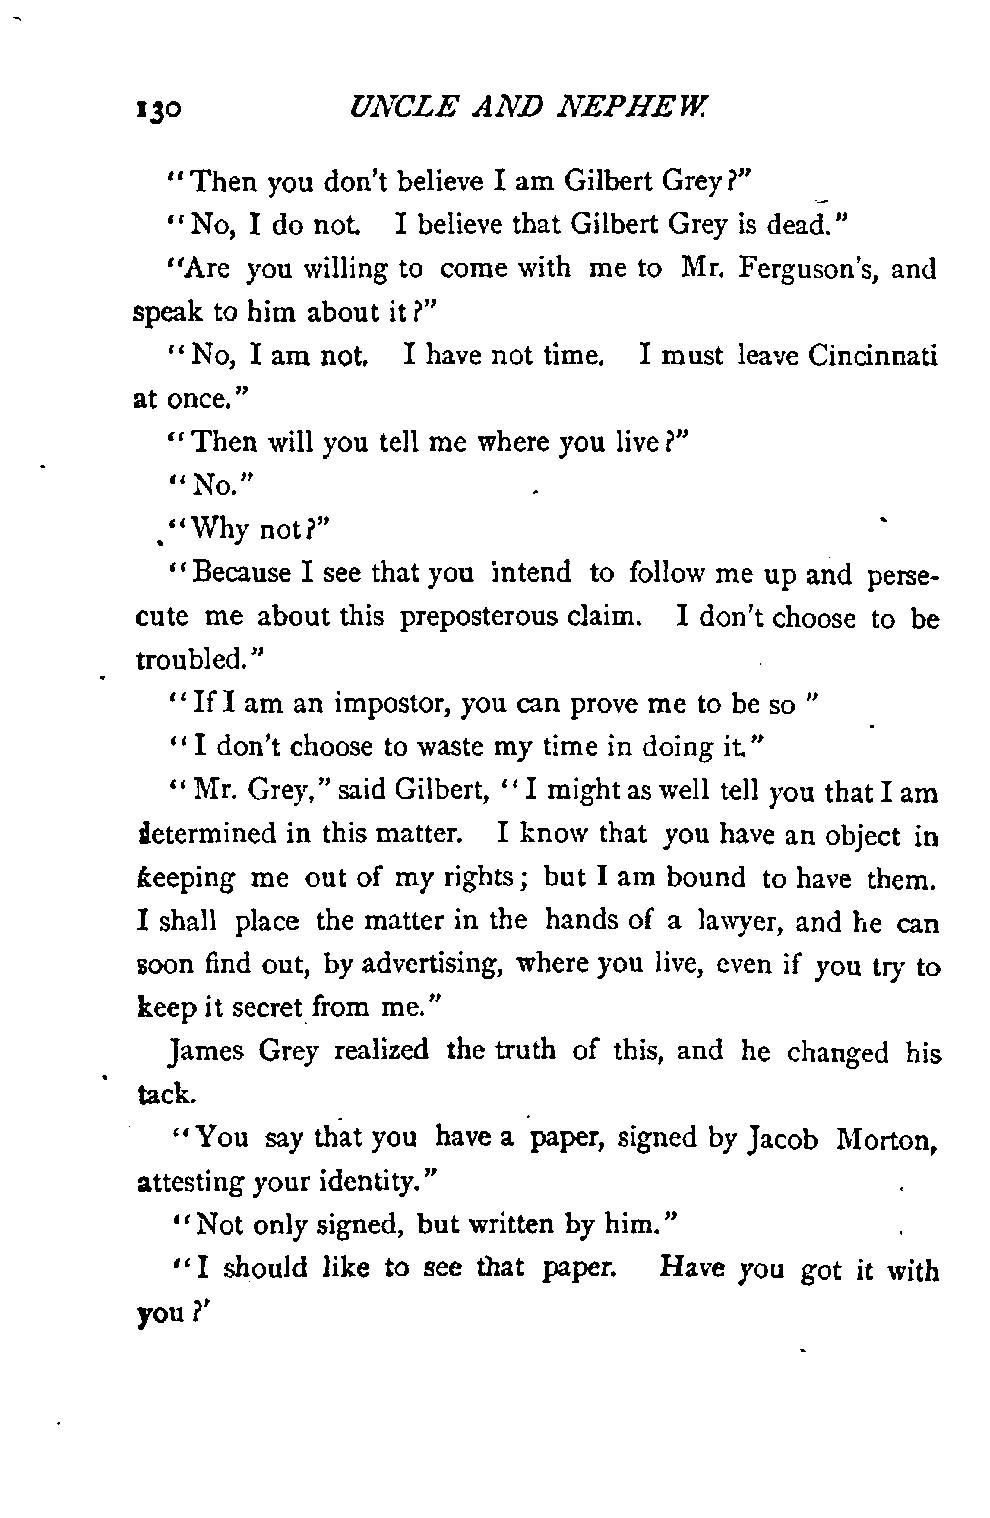 130 UNCLE AND NEPHEW.
"Then you don't believe I am Gilbert Grey?"
"No, I do not. I believe that Gilbert Grey is dead."
"Are you willing to come with me to Mr. Ferguson's, and
speak to him about it?"
"No, I am not. I have not time. I must leave Cincinnati
at once."
"Then will you tell me where you live?"
"No."
"Why not?"
"Because I see that you intend to follow me up and perse-
cute me about this preposterous claim. I don't choose to be
troubled."
"If I am an impostor, you can prove me to be so "
"I don't choose to waste my time in doing it."
"Mr. Grey," said Gilbert, "I might as well tell you that I am
determined in this matter. I know that you have an object in
keeping me out of my rights; but I am bound to have them.
I shall place the matter in the hands of a lawyer, and he can
soon find out, by advertising, where you live, even if you try to
keep it secret from me."
James Grey realized the truth of this, and he changed his
tack.
"You say that you have a paper, signed by Jacob Morton,
attesting your identity."
"Not only signed, but written by him."
"I should like to see that paper. Have you got it with
you?'